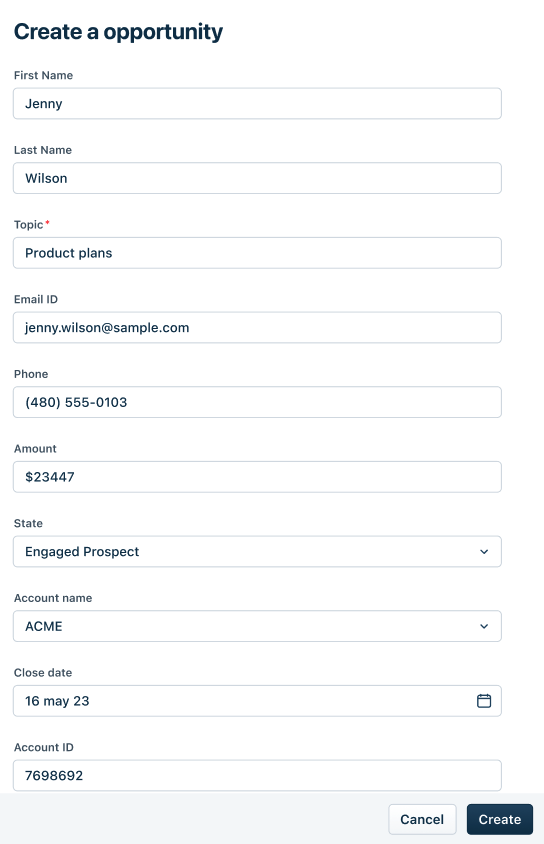 Create a opportunity
First Name
Jenny
Last Name
Wilson
Topic*
Product plans
Email ID
jenny.wilson@sample.com
Phone
(480) 555-0103
Amount
$23447
State
Engaged Prospect
Account name
ACME
Close date
16 may 23
Account ID
7698692
Cancel
Create